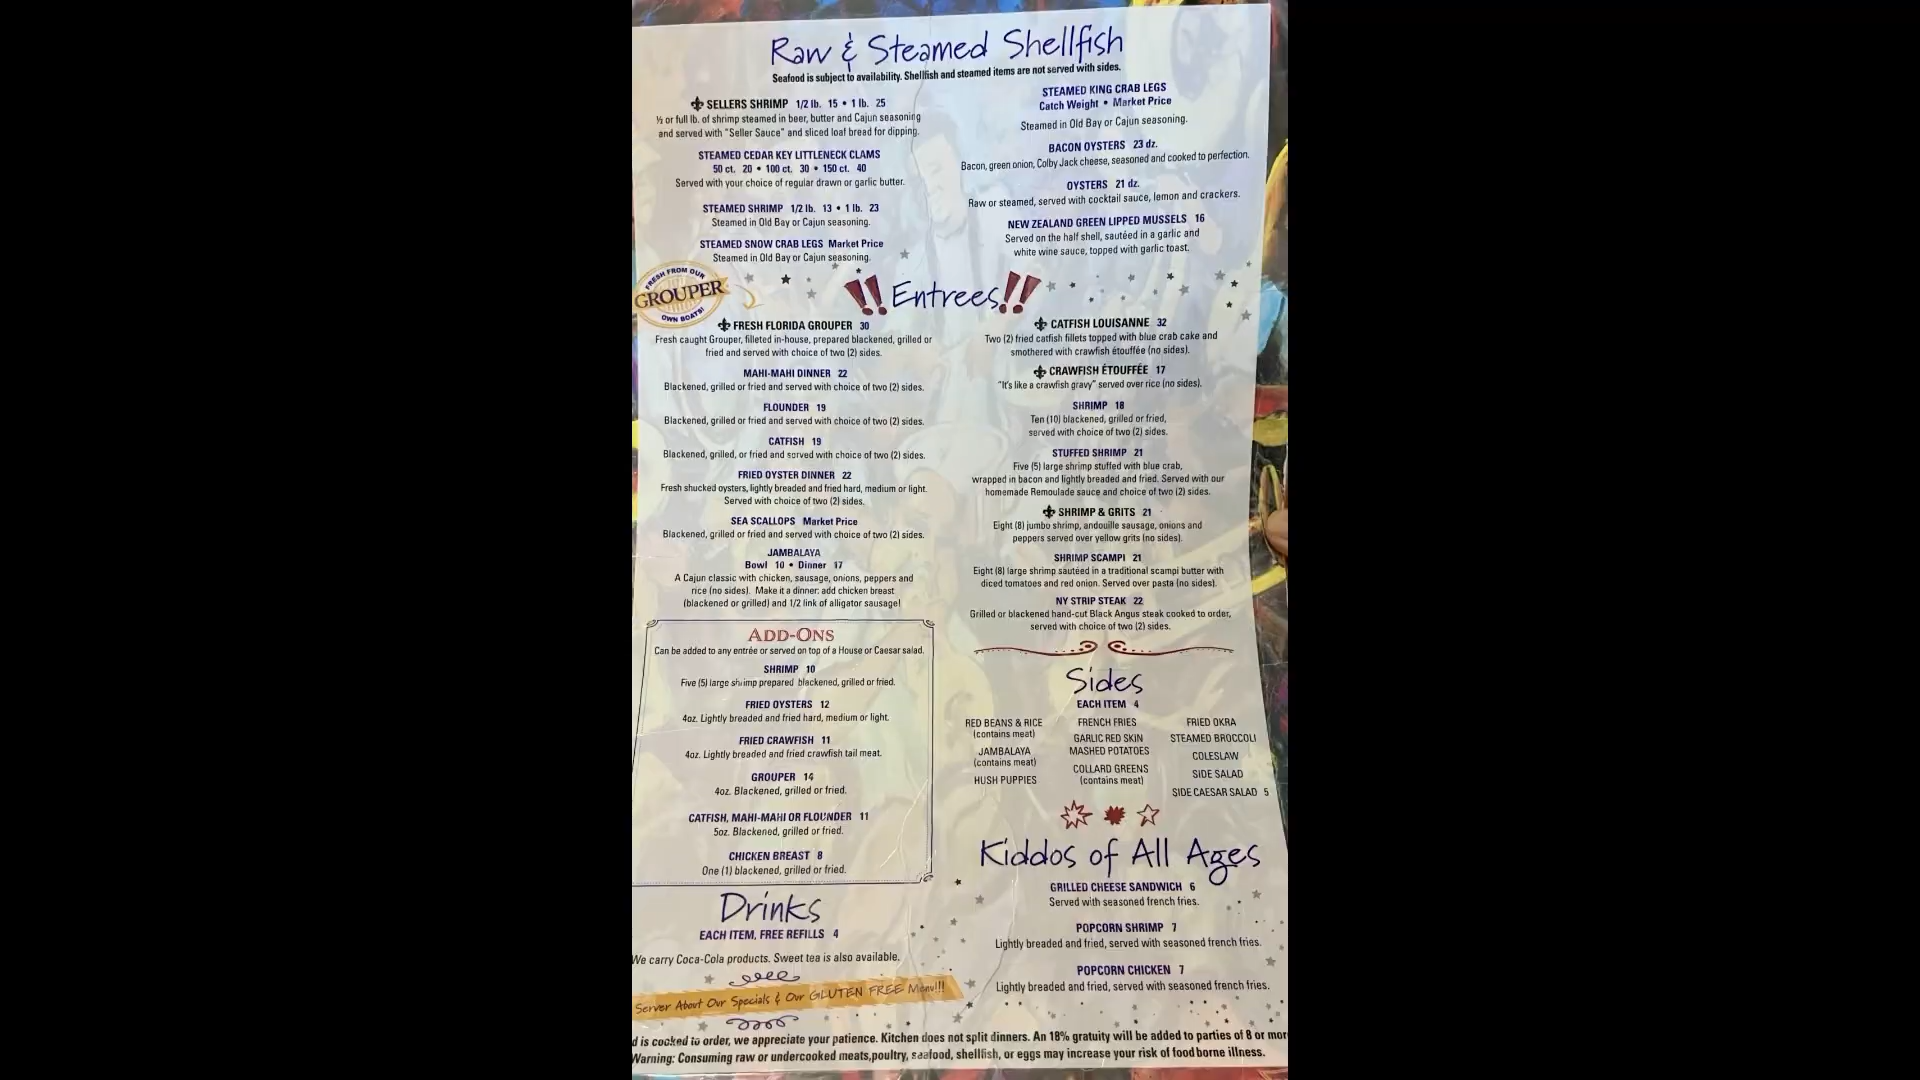 Raw & Steamed Shellfish
Seafood is subject to availability. Shellfish and steamed items are not served with sides.
SELLERS SHRIMP 1/2 lb. 15 • 1 lb. 25
½ or full lb. of shrimp steamed in beer, butter and Cajun seasoning
and served with "Seller Sauce" and sliced loaf bread for dipping.
STEAMED CEDAR KEY LITTLENECK CLAMS
50 ct. 20 • 100 ct. 30 • 150 ct. 40
Served with your choice of regular drawn or garlic butter.
STEAMED SHRIMP 1/2 lb. 13 • 1 lb. 23
Steamed in Old Bay or Cajun seasoning.
STEAMED SNOW CRAB LEGS Market Price
Steamed in Old Bay or Cajun seasoning.
STEAMED KING CRAB LEGS
Catch Weight • Market Price
Steamed in Old Bay or Cajun seasoning.
BACON OYSTERS 23 dz.
Bacon, green onion, Colby Jack cheese, seasoned and cooked to perfection.
OYSTERS 21 dz.
Raw or steamed, served with cocktail sauce, lemon and crackers.
NEW ZEALAND GREEN LIPPED MUSSELS 16
Served on the half shell, sautéed in a garlic and
white wine sauce, topped with garlic toast.
FRESH FROM OUR
GROUPER
OWN BOATS!
!! Entrees !!
FRESH FLORIDA GROUPER 30
Fresh caught Grouper, filleted in-house, prepared blackened, grilled or
fried and served with choice of two (2) sides.
MAHI-MAHI DINNER 22
Blackened, grilled or fried and served with choice of two (2) sides.
FLOUNDER 19
Blackened, grilled or fried and served with choice of two (2) sides.
CATFISH 19
Blackened, grilled, or fried and served with choice of two (2) sides.
FRIED OYSTER DINNER 22
Fresh shucked oysters, lightly breaded and fried hard, medium or light.
Served with choice of two (2) sides.
SEA SCALLOPS Market Price
Blackened, grilled or fried and served with choice of two (2) sides.
JAMBALAYA
Bowl 10 • Dinner 17
A Cajun classic with chicken, sausage, onions, peppers and
rice (no sides). Make it a dinner: add chicken breast
(blackened or grilled) and 1/2 link of alligator sausage!
CATFISH LOUISANNE 32
Two (2) fried catfish fillets topped with blue crab cake and
smothered with crawfish étouffée (no sides).
CRAWFISH ÉTOUFFÉE 17
"It's like a crawfish gravy" served over rice (no sides).
SHRIMP 18
Ten (10) blackened, grilled or fried,
served with choice of two (2) sides.
STUFFED SHRIMP 21
Five (5) large shrimp stuffed with blue crab,
wrapped in bacon and lightly breaded and fried. Served with our
homemade Remoulade sauce and choice of two (2) sides.
SHRIMP & GRITS 21
Eight (8) jumbo shrimp, andouille sausage, onions and
peppers served over yellow grits (no sides).
SHRIMP SCAMPI 21
Eight (8) large shrimp sautéed in a traditional scampi butter with
diced tomatoes and red onion. Served over pasta (no sides).
NY STRIP STEAK 22
Grilled or blackened hand-cut Black Angus steak cooked to order,
served with choice of two (2) sides.
ADD-ONS
Can be added to any entrée or served on top of a House or Caesar salad.
SHRIMP 10
Five (5) large shrimp prepared blackened, grilled or fried.
FRIED OYSTERS 12
4oz. Lightly breaded and fried hard, medium or light.
FRIED CRAWFISH 11
4oz. Lightly breaded and fried crawfish tail meat.
GROUPER 14
4oz. Blackened, grilled or fried.
CATFISH, MAHI-MAHI OR FLOUNDER 11
5oz. Blackened, grilled or fried.
CHICKEN BREAST 8
One (1) blackened, grilled or fried.
Sides
EACH ITEM 4
RED BEANS & RICE
(contains meat)
JAMBALAYA
(contains meat)
HUSH PUPPIES
FRENCH FRIES
GARLIC RED SKIN
MASHED POTATOES
COLLARD GREENS
(contains meat)
FRIED OKRA
STEAMED BROCCOLI
COLESLAW
SIDE SALAD
SIDE CAESAR SALAD 5
Drinks
EACH ITEM, FREE REFILLS 4
We carry Coca-Cola products. Sweet tea is also available.
Server About Our Specials & Our GLUTEN FREE Menu!!!
Kiddos of All Ages
GRILLED CHEESE SANDWICH 6
Served with seasoned french fries.
POPCORN SHRIMP 7
Lightly breaded and fried, served with seasoned french fries.
POPCORN CHICKEN 7
Lightly breaded and fried, served with seasoned french fries.
d is cooked to order, we appreciate your patience. Kitchen does not split dinners. An 18% gratuity will be added to parties of 8 or mor
Warning: Consuming raw or undercooked meats,poultry, seafood, shellfish, or eggs may increase your risk of foodborne illness.